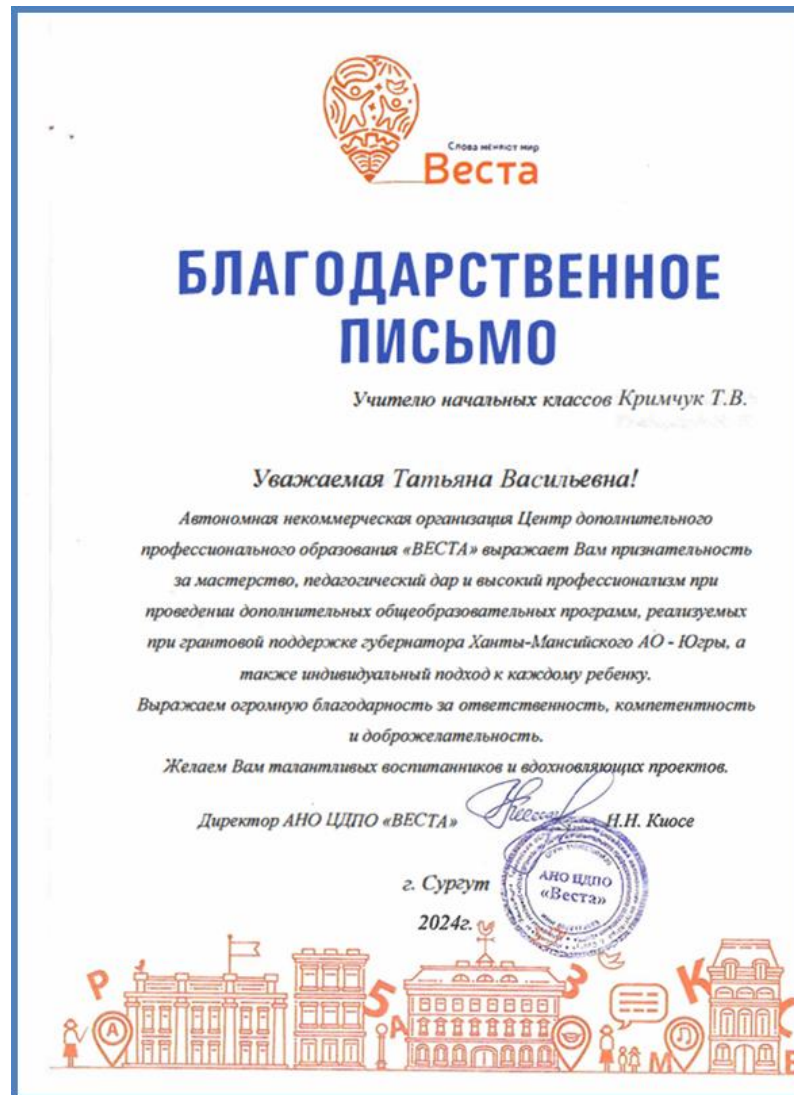 Слова меняют мир
Веста
БЛАГОДАРСТВЕННОЕ
ПИСЬМО
Учителю начальных классов Кримчук Т.В.
Уважаемая Татьяна Васильевна!
Автономная некоммерческая организация Центр дополнительного
профессионального образования «ВЕСТА» выражает Вам признательность
за мастерство, педагогический дар и высокий профессионализм при
проведении дополнительных общеобразовательных программ, реализуемых
при грантовой поддержке губернатора Ханты-Мансийского АО - Югры, а
также индивидуальный подход к каждому ребенку.
Выражаем огромную благодарность за ответственность, компетентность
и доброжелательность.
Желаем Вам талантливых воспитанников и вдохновляющих проектов.
Директор АНО ЦДПО «ВЕСТА» Н.Н. Киосе
АНО ЦДПО
«Веста»
г. Сургут
2024г.
Р 5 А З К С
А М В